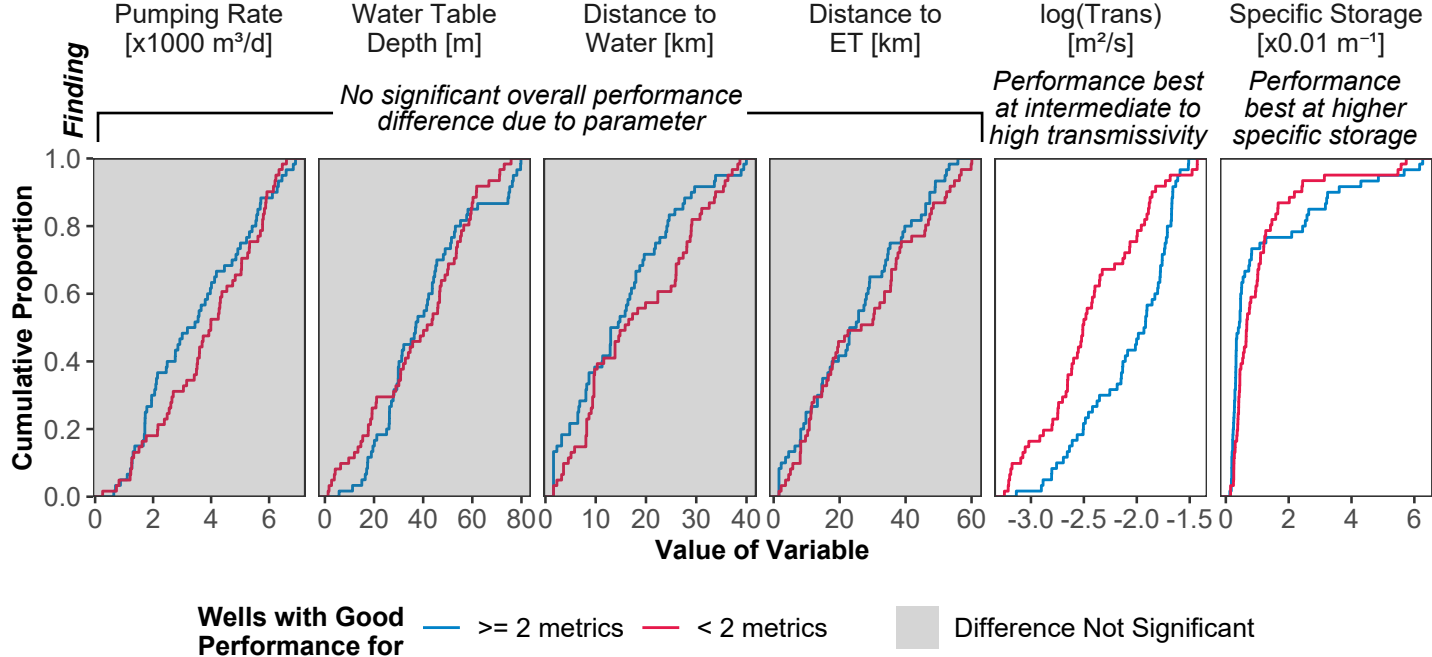 Pumping Rate
[x1000 m³/d]
Water Table
Depth [m]
Distance to
Water [km]
Distance to
ET [km]
log(Trans)
[m²/s]
Specific Storage
[x0.01 m⁻¹]
Finding
No significant overall performance
difference due to parameter
Performance best
at intermediate to
high transmissivity
Performance
best at higher
specific storage
Cumulative Proportion
1.0
0.8
0.6
0.4
0.2
0.0
0 2 4 6
0 20 40 60 80
0 10 20 30 40
0 20 40 60
-3.0 -2.5 -2.0 -1.5
0 2 4 6
Value of Variable
Wells with Good
Performance for
>= 2 metrics
< 2 metrics
Difference Not Significant